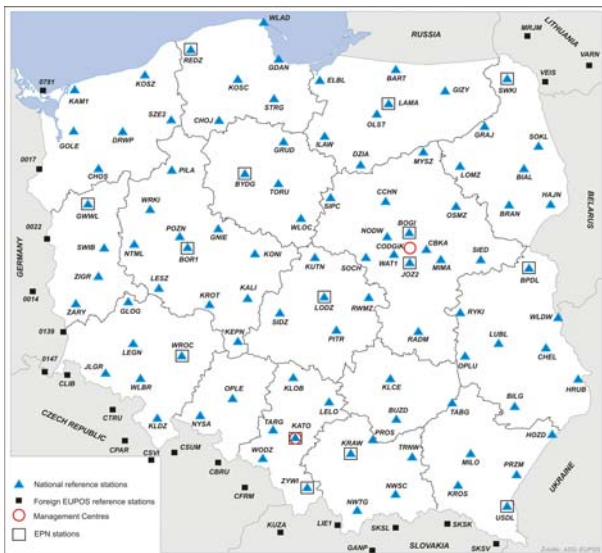 WLAD
RUSSIA
LITHUANIA
MRJM
VARN
REDZ
GDAN
VEIS
0781
KOSZ
KOSC
ELBL
BART
GIZY
SWKI
KAM1
STRG
LAMA
SZE2
CHOJ
OLST
GOLE
DRWP
ILAW
GRAJ
SOKL
GRUD
DZIA
MYSZ
0017
CHOS
PILA
BYDG
TORU
LOMZ
BIAL
GWWL
WRKI
SIPC
CCHN
OSMZ
BRAN
HAJN
BELARUS
0022
POZN
GNIE
WLOC
NODW
BOGI
GERMANY
SWIB
NTML
BOR1
KONI
KUTN
SOCH
CODGiK
WAT1
CBKA
MIMA
SIED
JOZ2
BPDL
ZIGR
0014
LESZ
KALI
KROT
LODZ
RWMZ
ZARY
GLOG
SIDZ
RYKI
WLDW
0139
KEPN
PITR
RADM
LUBL
LEGN
WROC
DPLU
CHEL
0147
CLIB
JLGR
WLBR
OPLE
KLOB
KLCE
HRUB
CTRU
KLDZ
NYSA
LELO
BUZD
TABG
BILG
CZECH REPUBLIC
CPAR
CSVI
CSUM
TARG
KATO
KRAW
PROS
TRNW
HOZD
WODZ
MILO
PRZM
CBRU
ZYWI
UKRAINE
National reference stations
CFRM
NWTG
NWSC
KROS
USDL
Foreign EUPOS reference stations
Management Centres
KUZA
LIE1
SKSL
SKSK
EPN stations
GANP
SLOVAKIA
SKSV